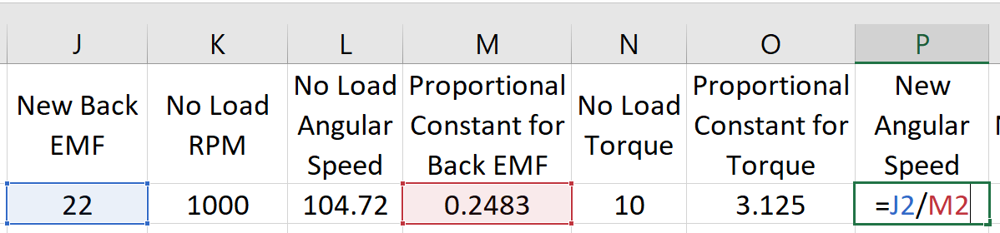 J K L M N O P
New Back EMF No Load RPM No Load Angular Speed Proportional Constant for Back EMF No Load Torque Proportional Constant for Torque New Angular Speed
22 1000 104.72 0.2483 10 3.125 =J2/M2